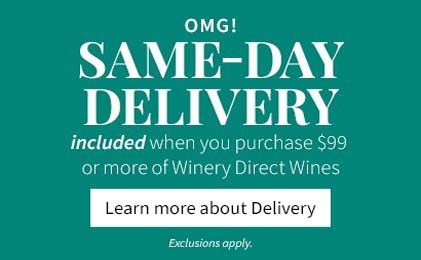 OMG!
SAME-DAY
DELIVERY
included when you purchase $99
or more of Winery Direct Wines
Learn more about Delivery
Exclusions apply.